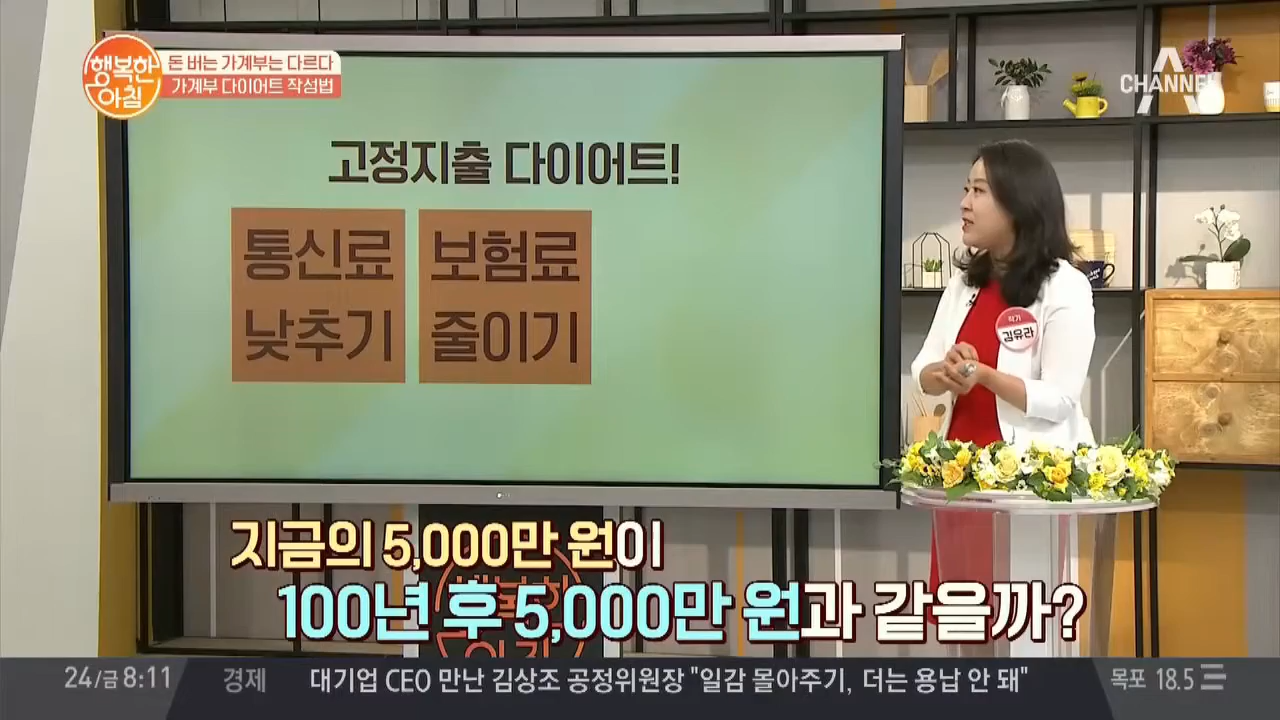 행복한
아침
돈 버는 가계부는 다르다
가계부 다이어트 작성법
CHANNEL A
고정지출 다이어트!
통신료
낮추기
보험료
줄이기
작가
김유라
지금의 5,000만 원이
100년 후 5,000만 원과 같을까?
행복한
아침
24/금 8:11
경제
대기업 CEO 만난 김상조 공정위원장 "일감 몰아주기, 더는 용납 안 돼"
목포 18.5